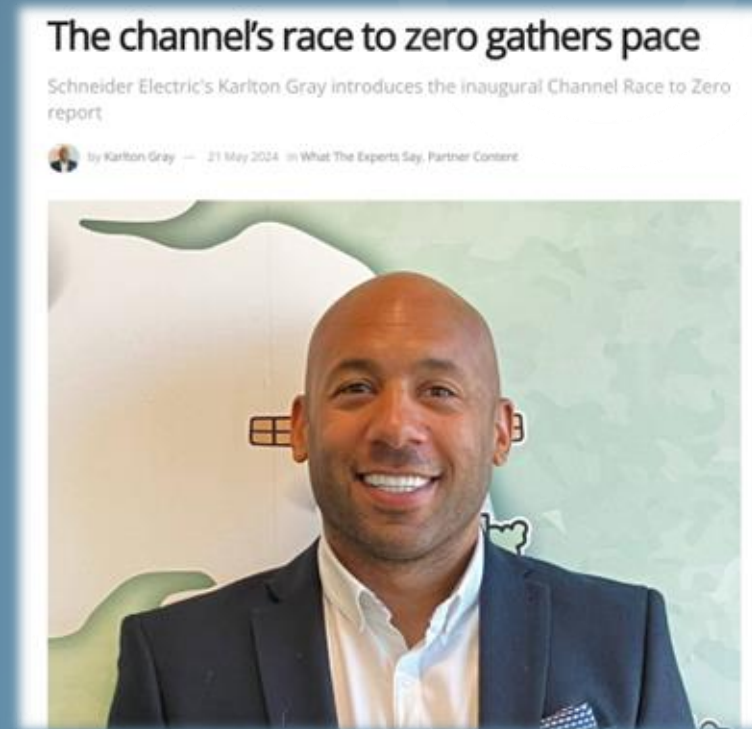 The channel's race to zero gathers pace
Schneider Electric's Karlton Gray introduces the inaugural Channel Race to Zero
report
by Karlton Gray — 21 May 2024 in What The Experts Say, Partner Content